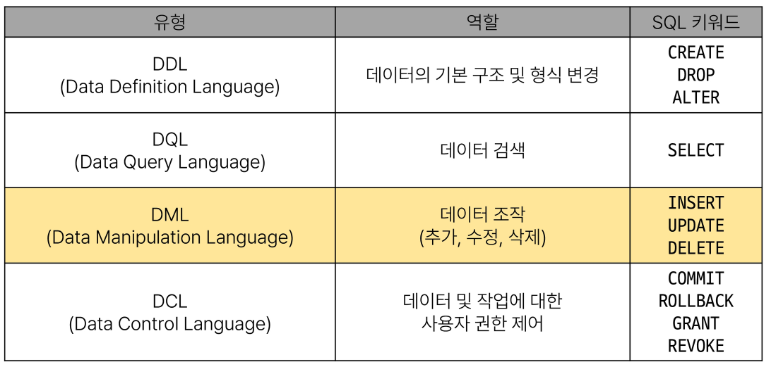 유형 역할 SQL 키워드
DDL
(Data Definition Language)
데이터의 기본 구조 및 형식 변경
CREATE
DROP
ALTER
DQL
(Data Query Language)
데이터 검색
SELECT
DML
(Data Manipulation Language)
데이터 조작
(추가, 수정, 삭제)
INSERT
UPDATE
DELETE
DCL
(Data Control Language)
데이터 및 작업에 대한
사용자 권한 제어
COMMIT
ROLLBACK
GRANT
REVOKE